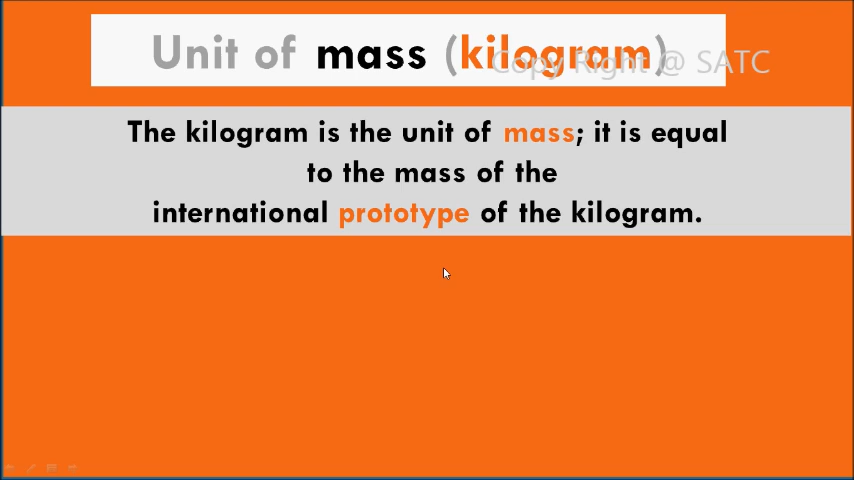 Unit of mass (kilogram)
Copy Right @ SATC
The kilogram is the unit of mass; it is equal
to the mass of the
international prototype of the kilogram.